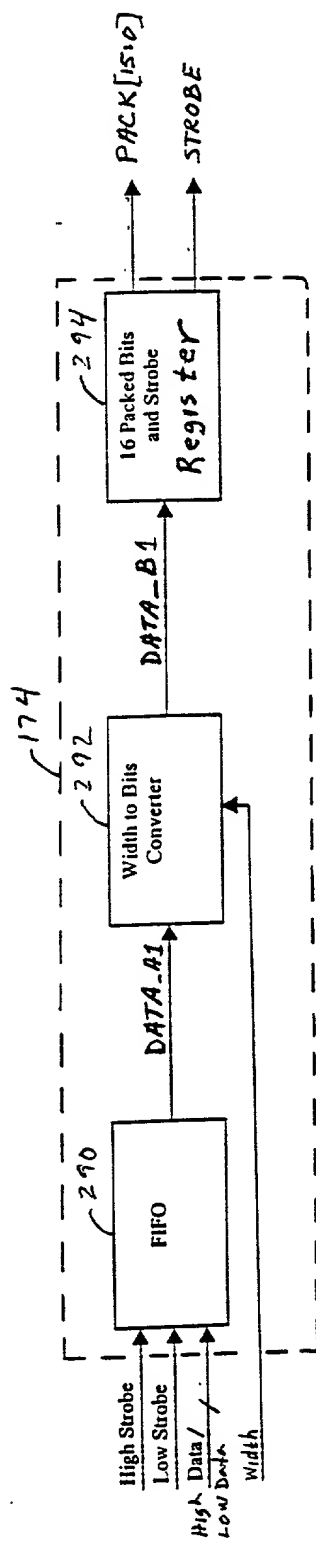 174
290
292
294
High Strobe
Low Strobe
High Data/
Low Data
Width
FIFO
DATA_A1
Width to Bits
Converter
DATA_B1
16 Packed Bits
and Strobe
Register
PACK[15:0]
STROBE